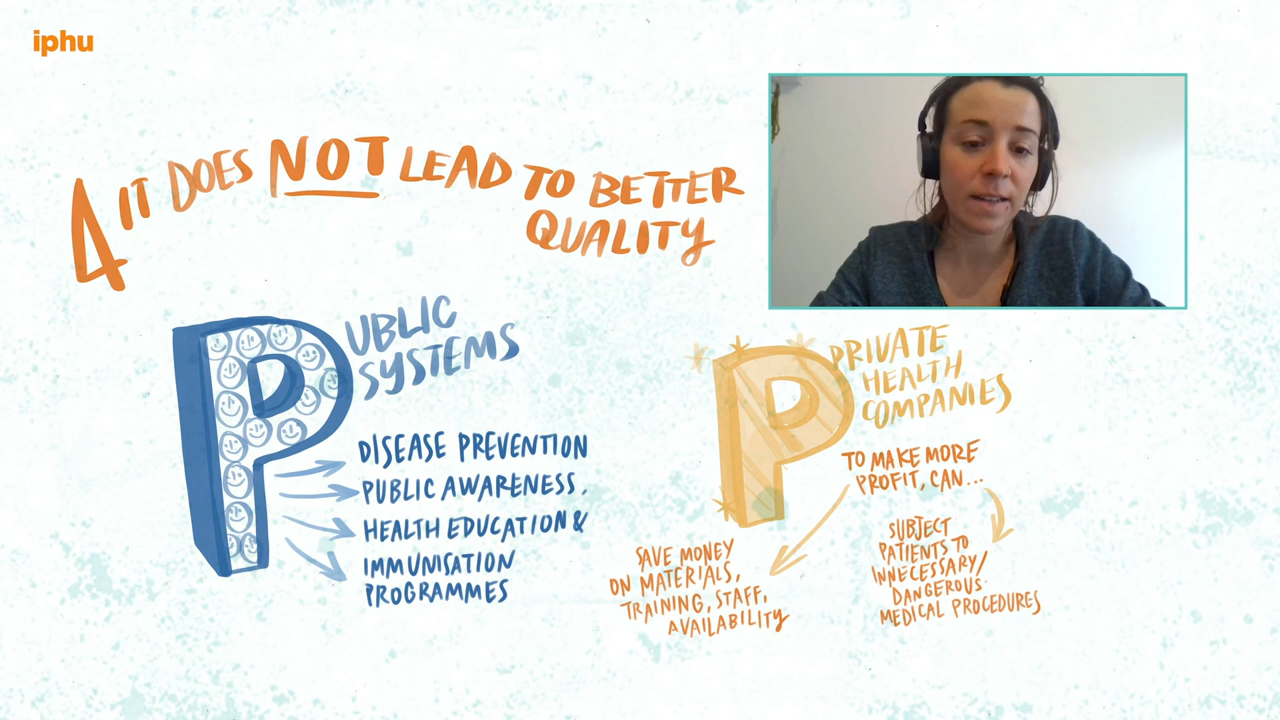 iphu
4 IT DOES NOT LEAD TO BETTER
QUALITY
PUBLIC
SYSTEMS
DISEASE PREVENTION
PUBLIC AWARENESS.
HEALTH EDUCATION &
IMMUNISATION
PROGRAMMES
P PRIVATE
HEALTH
COMPANIES
TO MAKE MORE
PROFIT, CAN...
SAVE MONEY
ON MATERIALS,
TRAINING, STAFF,
AVAILABILITY
SUBJECT
PATIENTS TO
INNECESSARY/
DANGEROUS
MEDICAL PROCEDURES